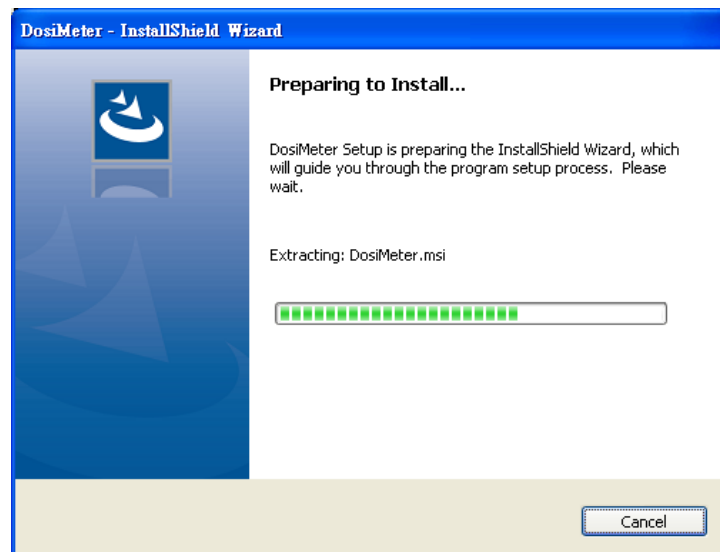 DosiMeter - InstallShield Wizard
Preparing to Install...
DosiMeter Setup is preparing the InstallShield Wizard, which
will guide you through the program setup process.  Please
wait.
Extracting: DosiMeter.msi
Cancel